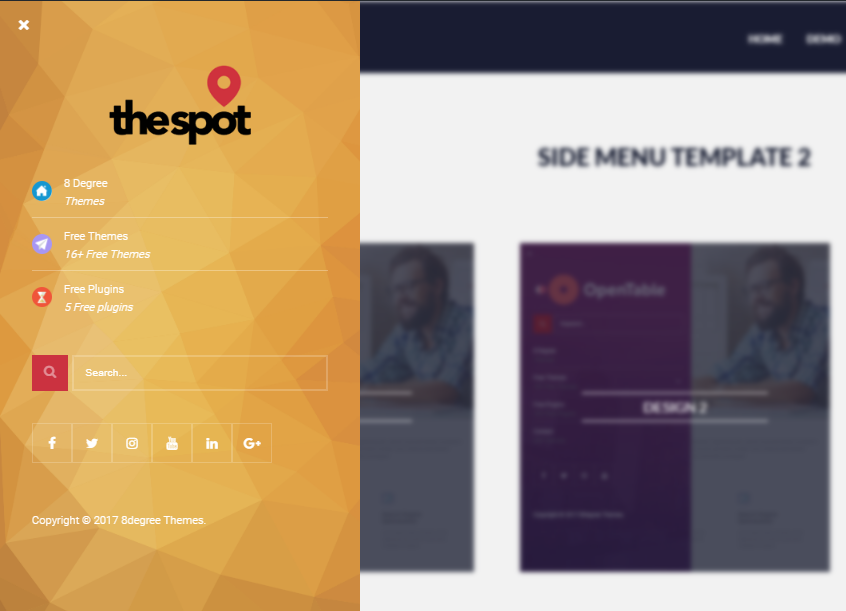 thespot
8 Degree
Themes
Free Themes
16+ Free Themes
Free Plugins
5 Free plugins
Search...
Copyright © 2017 8degree Themes.
HOME
DEMO
SIDE MENU TEMPLATE 2
OpenTable
DESIGN 2